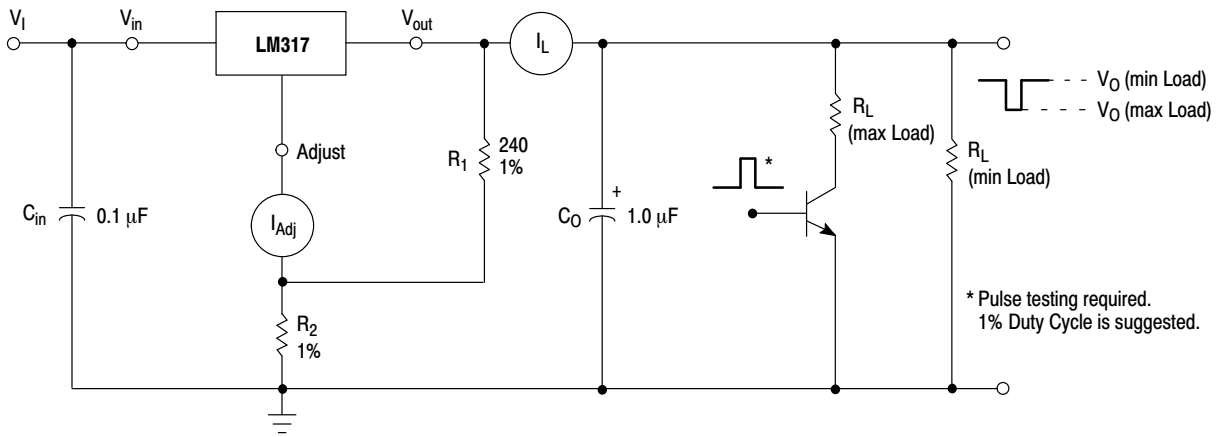 V_I
V_in
LM317
V_out
I_L
V_O (min Load)
V_O (max Load)
R_L
(max Load)
Adjust
R_1
240
1%
R_L
(min Load)
*
C_in
0.1 µF
I_Adj
C_O
+
1.0 µF
R_2
1%
* Pulse testing required.
1% Duty Cycle is suggested.